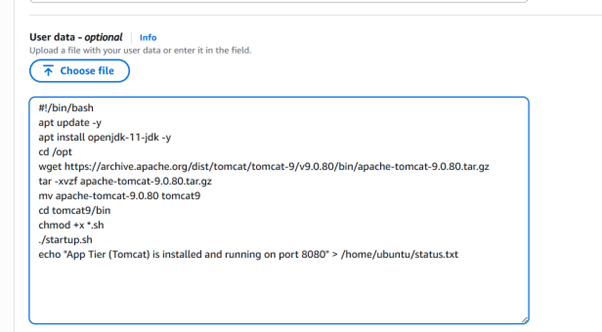 User data - optional Info
Upload a file with your user data or enter it in the field.
Choose file
#!/bin/bash
apt update -y
apt install openjdk-11-jdk -y
cd /opt
wget https://archive.apache.org/dist/tomcat/tomcat-9/v9.0.80/bin/apache-tomcat-9.0.80.tar.gz
tar -xvzf apache-tomcat-9.0.80.tar.gz
mv apache-tomcat-9.0.80 tomcat9
cd tomcat9/bin
chmod +x *.sh
./startup.sh
echo "App Tier (Tomcat) is installed and running on port 8080" > /home/ubuntu/status.txt